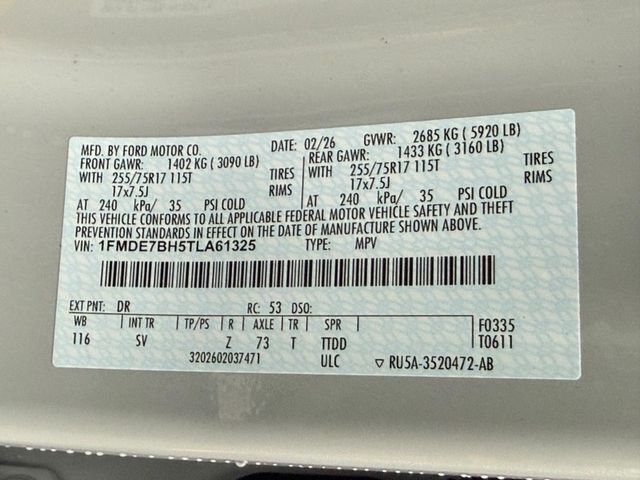 MFD. BY FORD MOTOR CO. DATE: 02/26 GVWR: 2685 KG ( 5920 LB)
FRONT GAWR: 1402 KG ( 3090 LB) REAR GAWR: 1433 KG ( 3160 LB)
WITH 255/75R17 115T TIRES WITH 255/75R17 115T TIRES
17x7.5J RIMS 17x7.5J RIMS
AT 240 kPa/ 35 PSI COLD AT 240 kPa/ 35 PSI COLD
THIS VEHICLE CONFORMS TO ALL APPLICABLE FEDERAL MOTOR VEHICLE SAFETY AND THEFT
PREVENTION STANDARDS IN EFFECT ON THE DATE OF MANUFACTURE SHOWN ABOVE.
VIN: 1FMDE7BH5TLA61325 TYPE: MPV
EXT PNT: DR RC: 53 DSO:
WB INT TR TP/PS R AXLE TR SPR F0335
116 SV Z 73 T TTDD T0611
3202602037471 ULC ▽ RU5A-3520472-AB